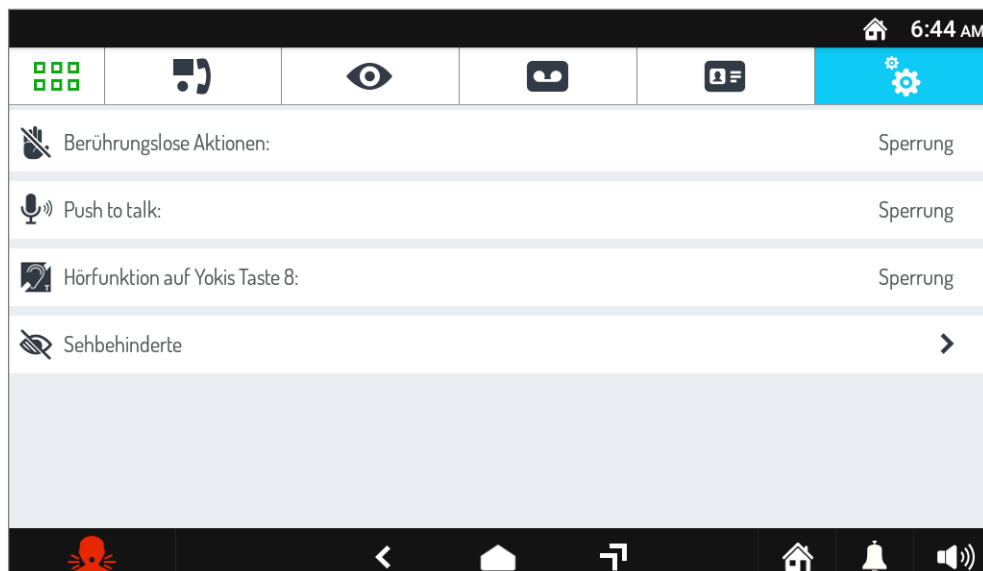 6:44 AM
Berührungslose Aktionen: Sperrung
Push to talk: Sperrung
T
Hörfunktion auf Yokis Taste 8: Sperrung
Sehbehinderte